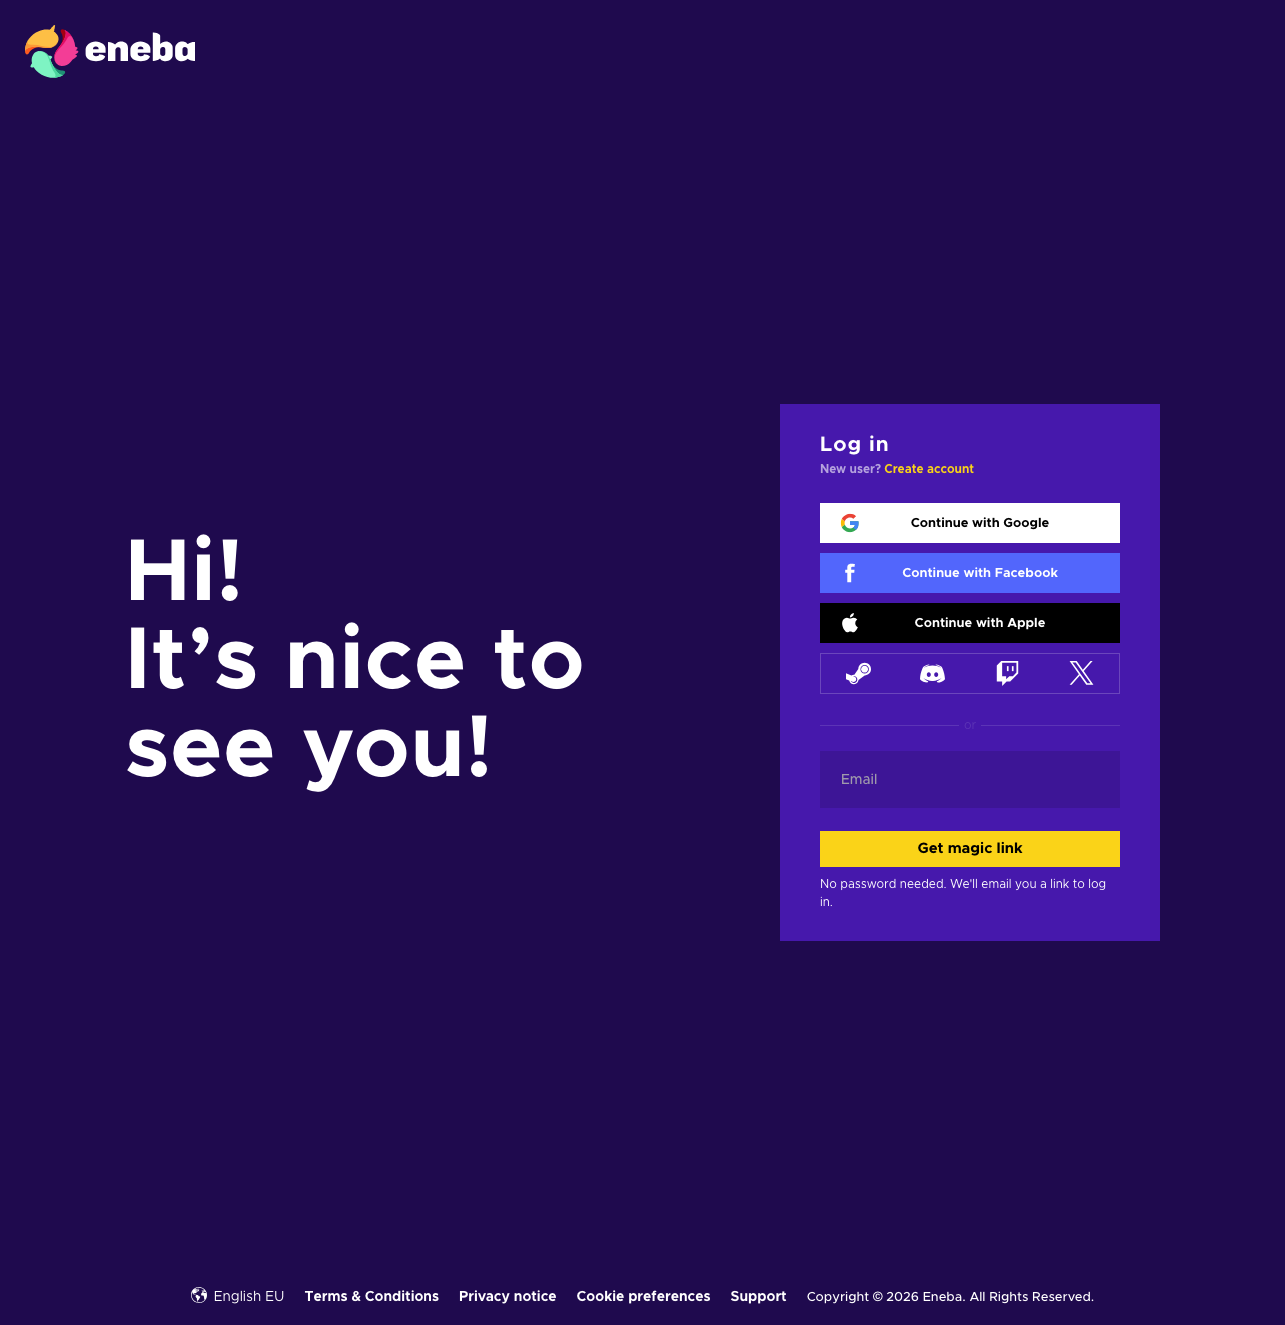 eneba
Hi!
It’s nice to
see you!
Log in
New user? Create account
Continue with Google
Continue with Facebook
Continue with Apple
or
Email
Get magic link
No password needed. We'll email you a link to log
in.
English EU Terms & Conditions Privacy notice Cookie preferences Support Copyright © 2026 Eneba. All Rights Reserved.